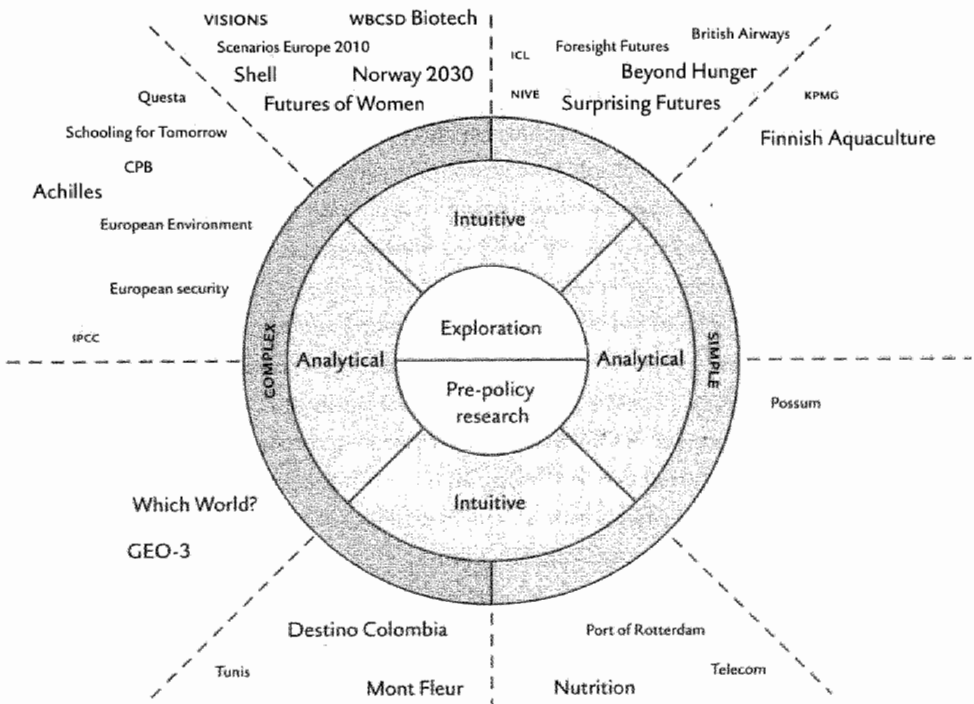 VISIONS
WBCSD Biotech
Scenarios Europe 2010
Shell
Norway 2030
Futures of Women
ICL
Foresight Futures
British Airways
Beyond Hunger
NIVE
Surprising Futures
KPMG
Finnish Aquaculture
Questa
Schooling for Tomorrow
CPB
Achilles
European Environment
European security
IPCC
Intuitive
Exploration
COMPLEX
Analytical
Analytical
SIMPLE
Pre-policy
research
Possum
Intuitive
Which World?
GEO-3
Destino Colombia
Tunis
Mont Fleur
Port of Rotterdam
Telecom
Nutrition